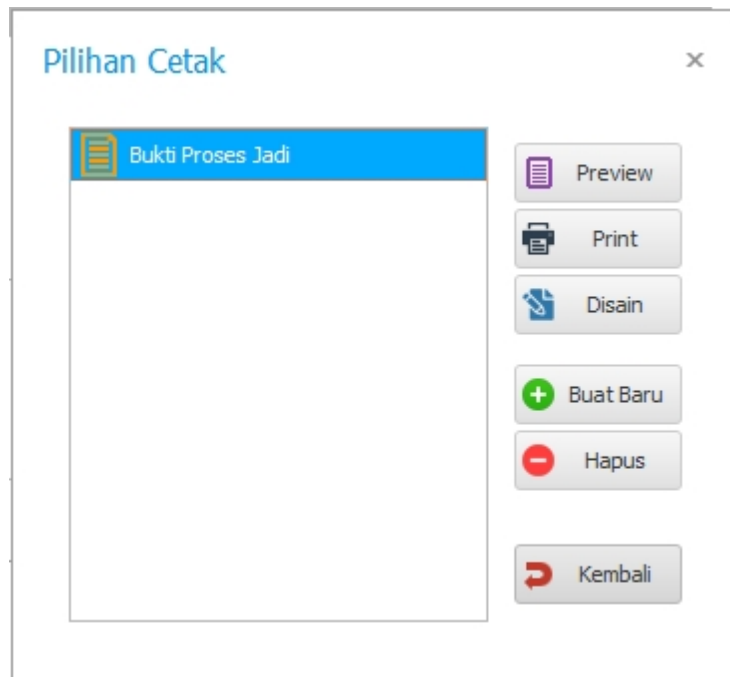 Pilihan Cetak
Bukti Proses Jadi
Preview
Print
Disain
Buat Baru
Hapus
Kembali